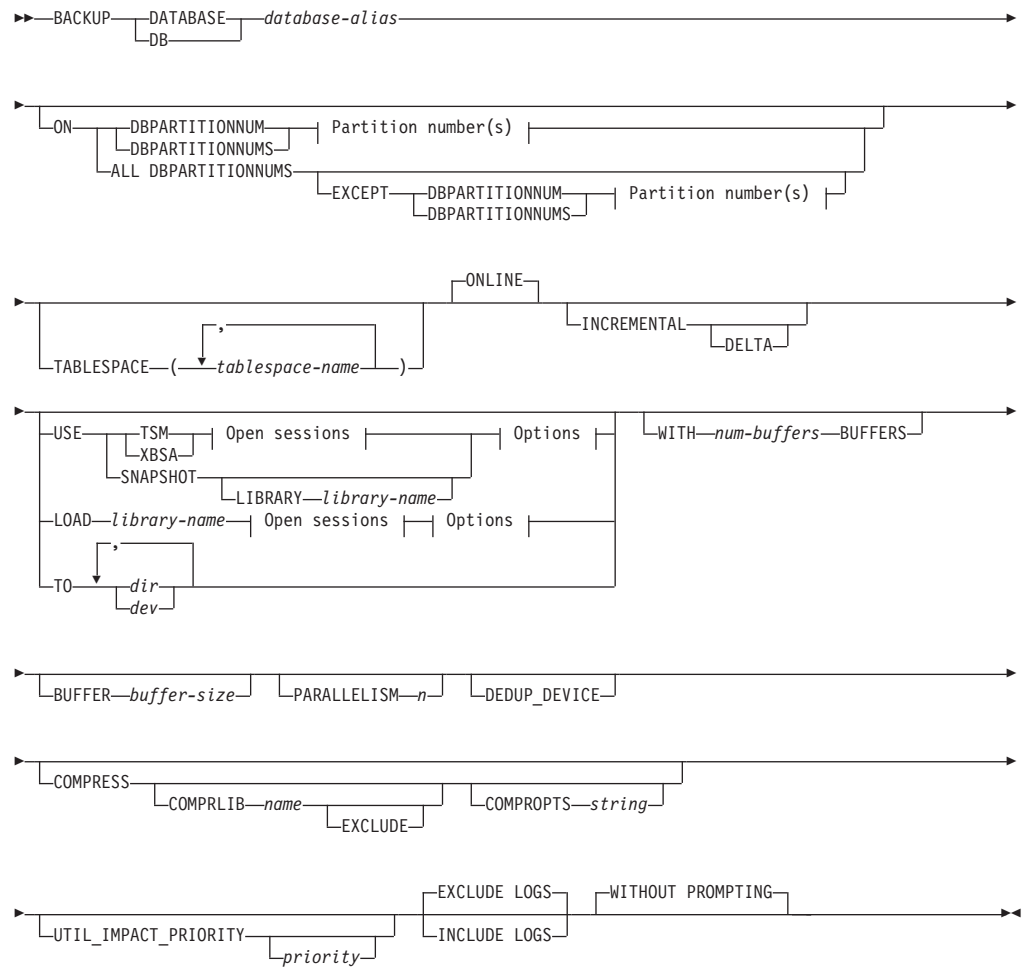 BACKUP DATABASE database-alias
DB
ON DBPARTITIONNUM Partition number(s)
DBPARTITIONNUMS
ALL DBPARTITIONNUMS
EXCEPT DBPARTITIONNUM Partition number(s)
DBPARTITIONNUMS
ONLINE
INCREMENTAL
DELTA
,
TABLESPACE ( tablespace-name )
USE TSM Open sessions Options WITH num-buffers BUFFERS
XBSA
SNAPSHOT
LIBRARY library-name
LOAD library-name Open sessions Options
,
TO dir
dev
BUFFER buffer-size PARALLELISM n DEDUP_DEVICE
COMPRESS
COMPRLIB name COMPROPTS string
EXCLUDE
EXCLUDE LOGS WITHOUT PROMPTING
UTIL_IMPACT_PRIORITY INCLUDE LOGS
priority